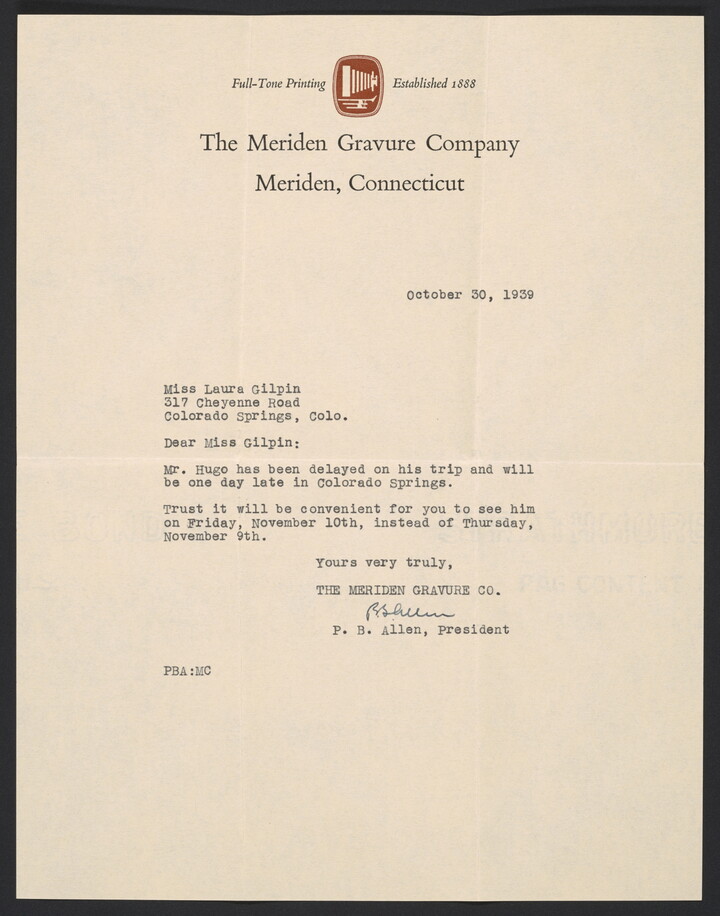 Full-Tone Printing Established 1888
The Meriden Gravure Company
Meriden, Connecticut
October 30, 1939
Miss Laura Gilpin
317 Cheyenne Road
Colorado Springs, Colo.
Dear Miss Gilpin:
Mr. Hugo has been delayed on his trip and will
be one day late in Colorado Springs.
Trust it will be convenient for you to see him
on Friday, November 10th, instead of Thursday,
November 9th.
Yours very truly,
THE MERIDEN GRAVURE CO.
PBAllen
P. B. Allen, President
PBA:MC